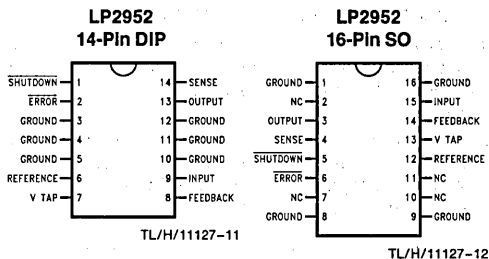 LP2952
14-Pin DIP
SHUTDOWN 1 14 SENSE
ERROR 2 13 OUTPUT
GROUND 3 12 GROUND
GROUND 4 11 GROUND
GROUND 5 10 GROUND
REFERENCE 6 9 INPUT
V TAP 7 8 FEEDBACK
TL/H/11127-11
LP2952
16-Pin SO
GROUND 1 16 GROUND
NC 2 15 INPUT
OUTPUT 3 14 FEEDBACK
SENSE 4 13 V TAP
SHUTDOWN 5 12 REFERENCE
ERROR 6 11 NC
NC 7 10 NC
GROUND 8 9 GROUND
TL/H/11127-12